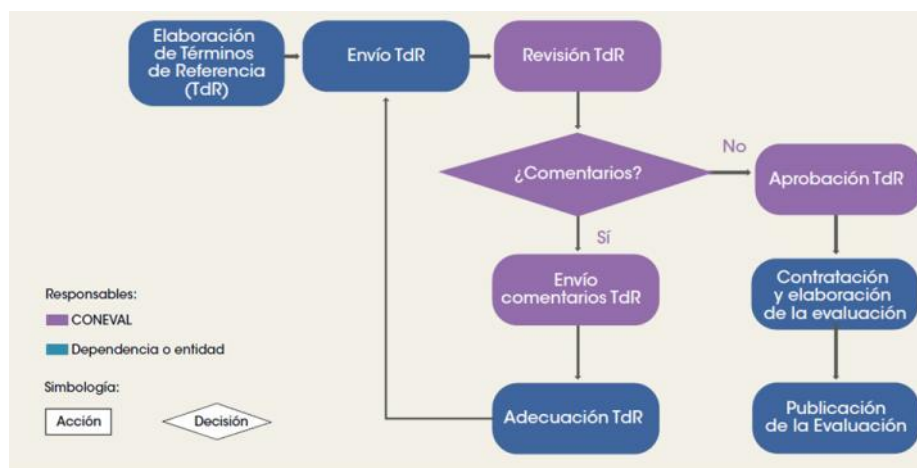 Elaboración
de Términos
de Referencia
(TdR)
Envío TdR
Revisión TdR
¿Comentarios?
No
Aprobación TdR
Sí
Envío
comentarios TdR
Contratación
y elaboración
de la evaluación
Adecuación TdR
Publicación
de la Evaluación
Responsables:
CONEVAL
Dependencia o entidad
Simbología:
Acción
Decisión